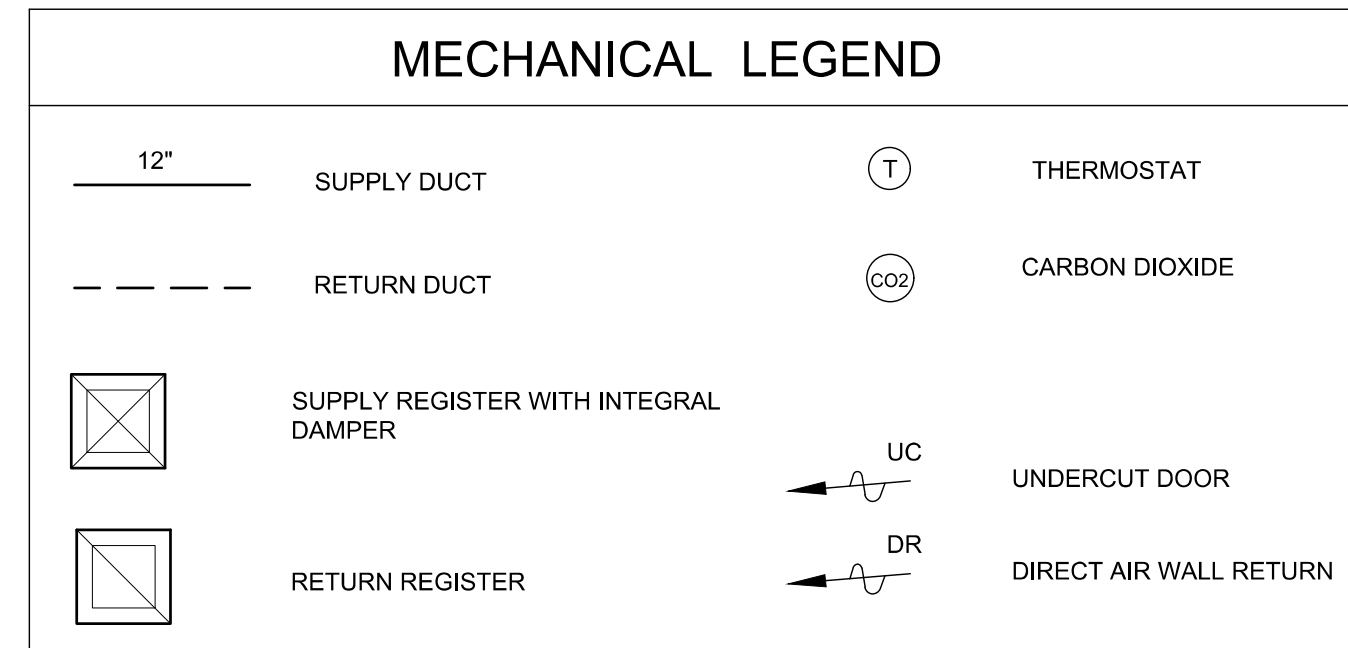 MECHANICAL LEGEND
12"
SUPPLY DUCT
RETURN DUCT
SUPPLY REGISTER WITH INTEGRAL
DAMPER
RETURN REGISTER
T
THERMOSTAT
CO2
CARBON DIOXIDE
UC
UNDERCUT DOOR
DR
DIRECT AIR WALL RETURN